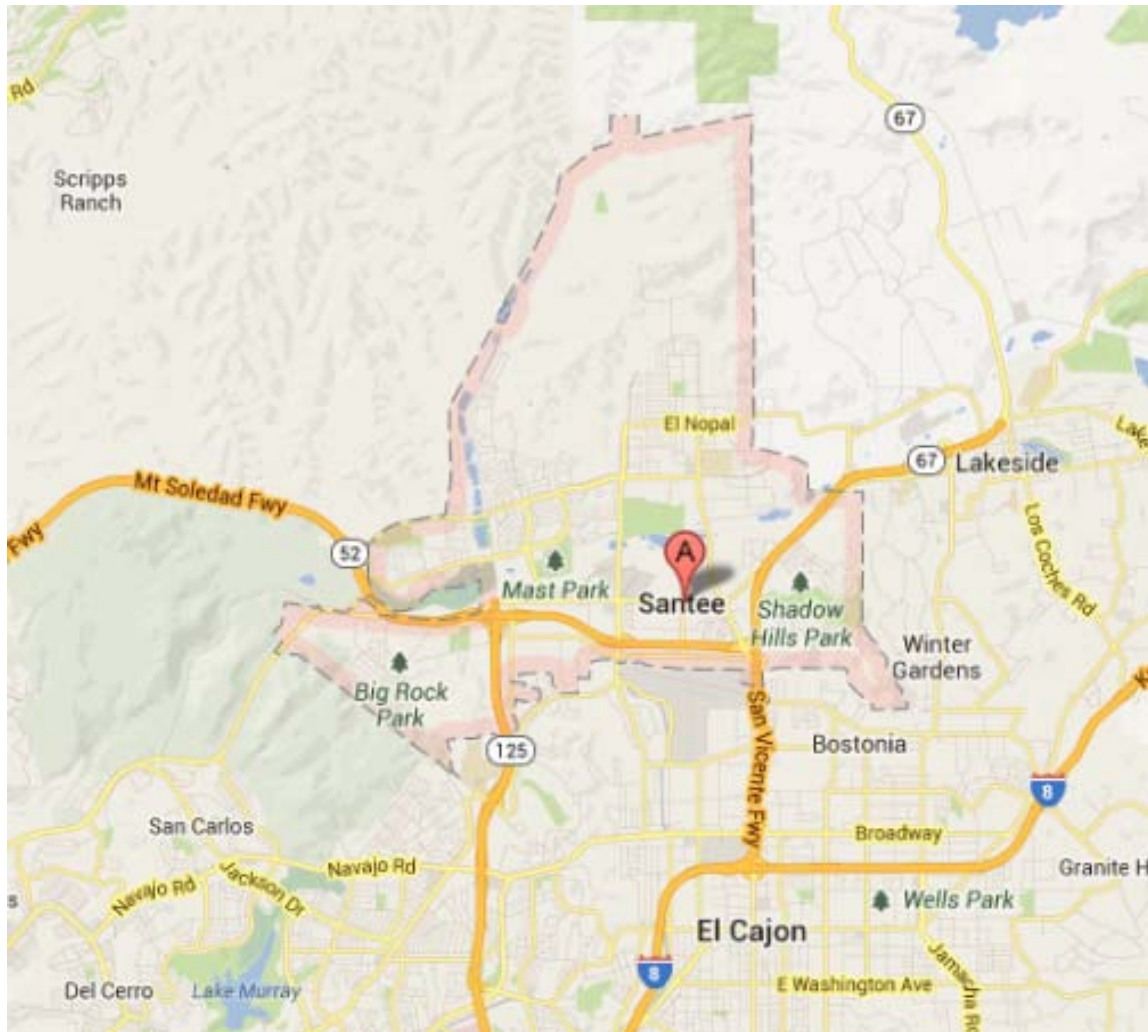 Rd
67
Scripps
Ranch
El Nopal
67
Lakeside
Mt Soledad Fwy
Fwy
52
Los Coches Rd
A
Mast Park
Santee
Shadow
Hills Park
Winter
Gardens
Big Rock
Park
San Vicente Fwy
125
Bostonia
8
San Carlos
Broadway
Navajo Rd
Granite H
Navajo Rd
Jackson Dr
Wells Park
El Cajon
8
Del Cerro
Lake Murray
E Washington Ave
Jamacha Rd
s